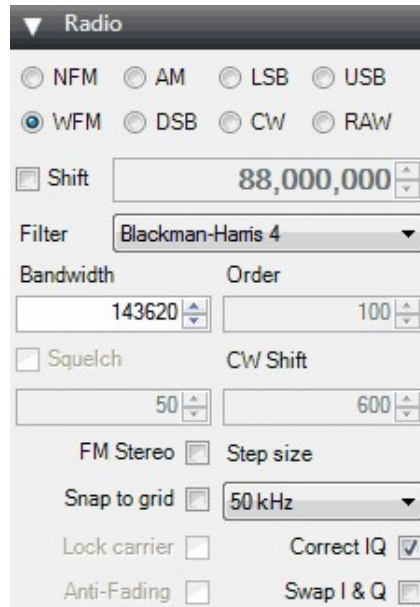 Radio
NFM AM LSB USB
WFM DSB CW RAW
Shift 88,000,000
Filter Blackman-Harris 4
Bandwidth Order
143620 100
Squelch CW Shift
50 600
FM Stereo Step size
Snap to grid 50 kHz
Lock carrier Correct IQ
Anti-Fading Swap I & Q